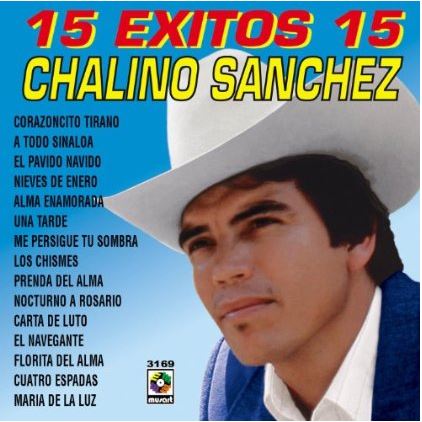 15 EXITOS 15
CHALINO SANCHEZ
CORAZONCITO TIRANO
A TODO SINALOA
EL PAVIDO NAVIDO
NIEVES DE ENERO
ALMA ENAMORADA
UNA TARDE
ME PERSIGUE TU SOMBRA
LOS CHISMES
PRENDA DEL ALMA
NOCTURNO A ROSARIO
CARTA DE LUTO
EL NAVEGANTE
FLORITA DEL ALMA
CUATRO ESPADAS
MARIA DE LA LUZ
3169
musart